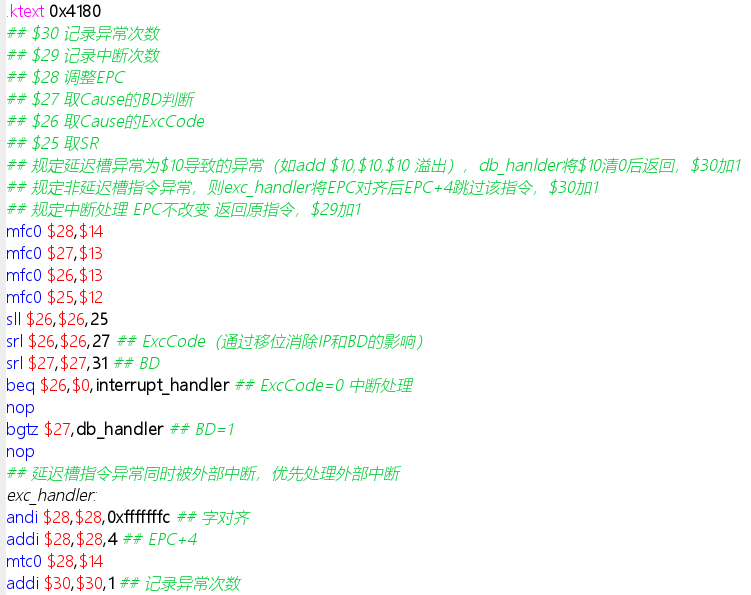 .ktext 0x4180
## $30 记录异常次数
## $29 记录中断次数
## $28 调整EPC
## $27 取Cause的BD判断
## $26 取Cause的ExcCode
## $25 取SR
## 规定延迟槽异常为$10导致的异常（如add $10,$10,$10 溢出），db_hanlder将$10清0后返回，$30加1
## 规定非延迟槽指令异常，则exc_handler将EPC对齐后EPC+4跳过该指令，$30加1
## 规定中断处理 EPC不改变 返回原指令，$29加1
mfc0 $28,$14
mfc0 $27,$13
mfc0 $26,$13
mfc0 $25,$12
sll $26,$26,25
srl $26,$26,27 ## ExcCode（通过移位消除IP和BD的影响）
srl $27,$27,31 ## BD
beq $26,$0,interrupt_handler ## ExcCode=0 中断处理
nop
bgtz $27,db_handler ## BD=1
nop
## 延迟槽指令异常同时被外部中断，优先处理外部中断
exc_handler:
andi $28,$28,0xfffffffc ## 字对齐
addi $28,$28,4 ## EPC+4
mtc0 $28,$14
addi $30,$30,1 ## 记录异常次数